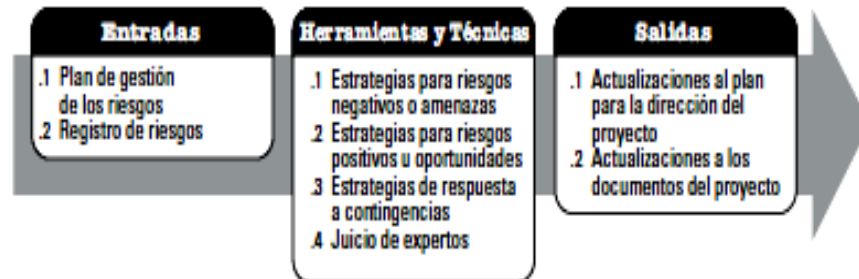 Entradas
.1 Plan de gestión
de los riesgos
.2 Registro de riesgos
Herramientas y Técnicas
.1 Estrategias para riesgos
negativos o amenazas
.2 Estrategias para riesgos
positivos u oportunidades
.3 Estrategias de respuesta
a contingencias
.4 Juicio de expertos
Salidas
.1 Actualizaciones al plan
para la dirección del
proyecto
.2 Actualizaciones a los
documentos del proyecto